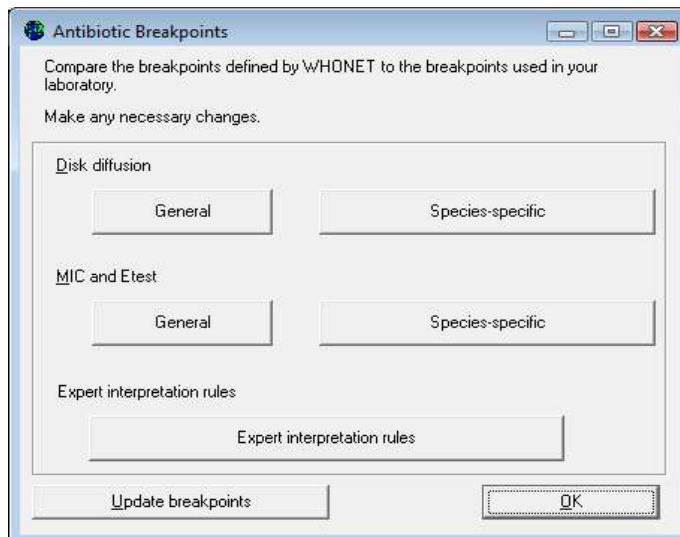 Antibiotic Breakpoints
Compare the breakpoints defined by WHONET to the breakpoints used in your
laboratory.
Make any necessary changes.
Disk diffusion
General Species-specific
MIC and Etest
General Species-specific
Expert interpretation rules
Expert interpretation rules
Update breakpoints OK